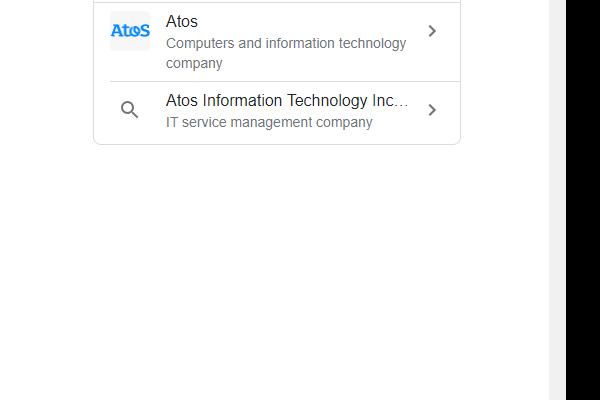 Atos
Atos
Computers and information technology
company
Atos Information Technology Inc...
IT service management company